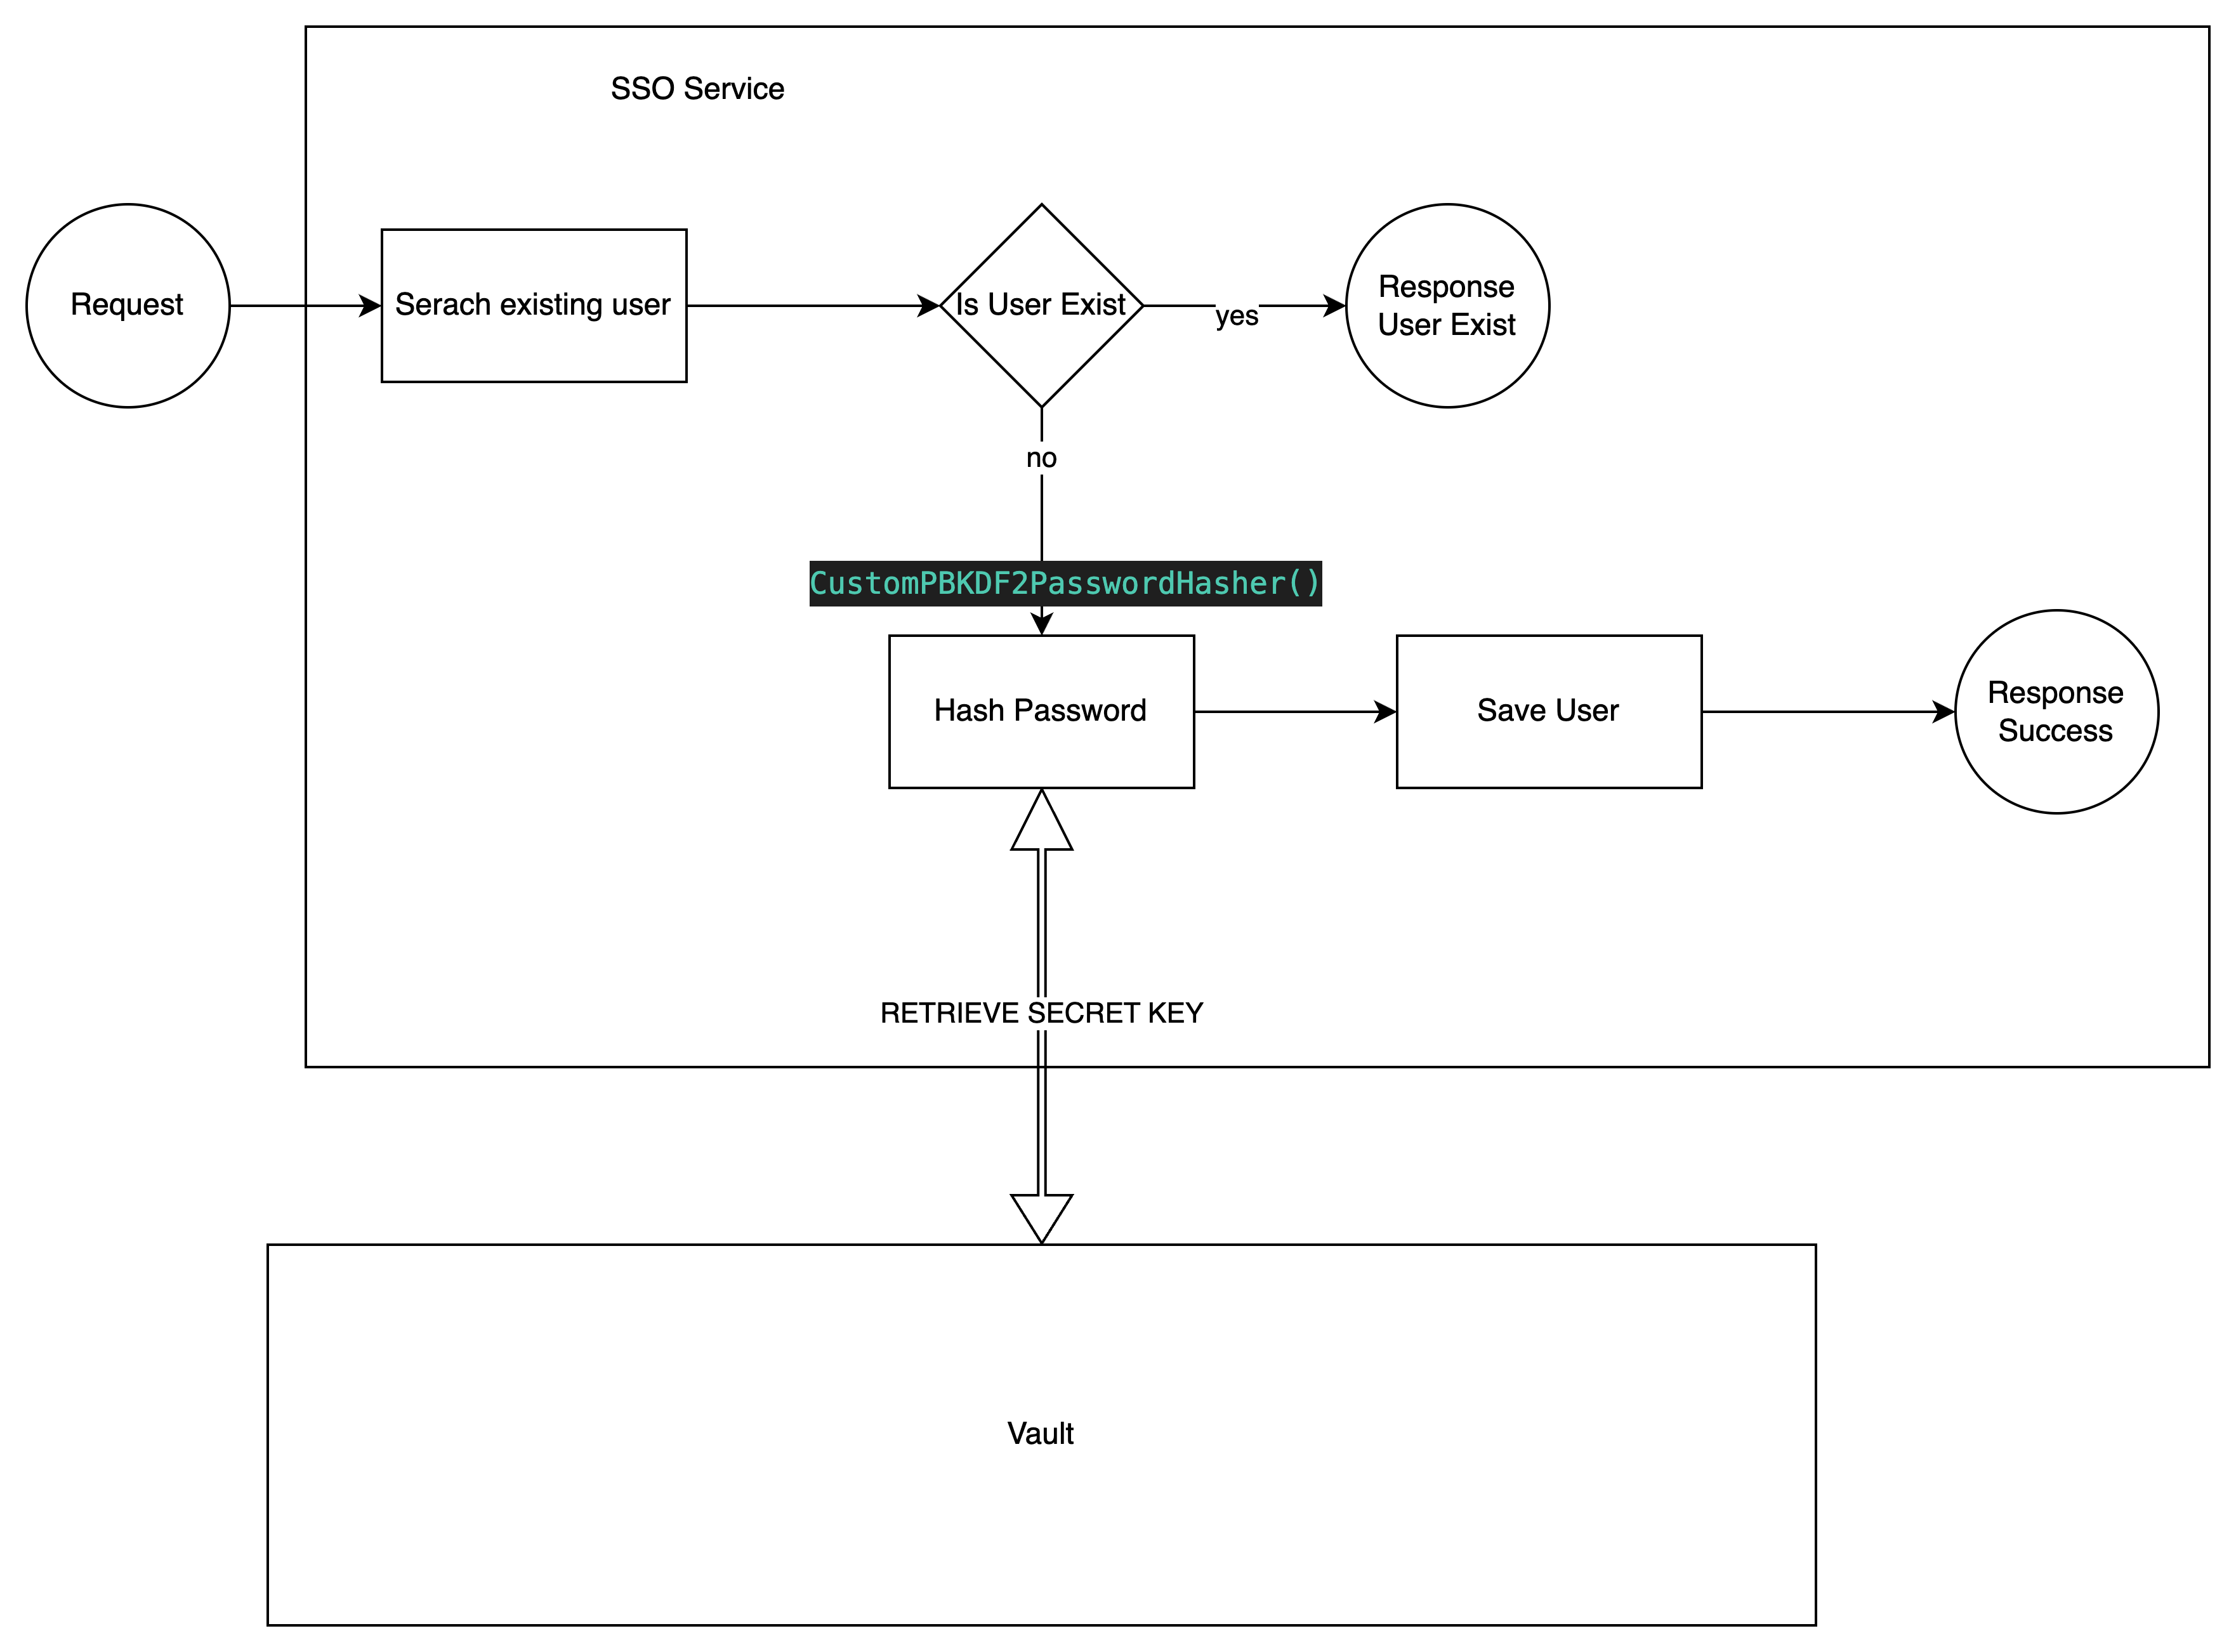 SSO Service
Request
Serach existing user
Is User Exist
yes
Response
User Exist
no
CustomPBKDF2PasswordHasher()
Hash Password
Save User
Response
Success
RETRIEVE SECRET KEY
Vault